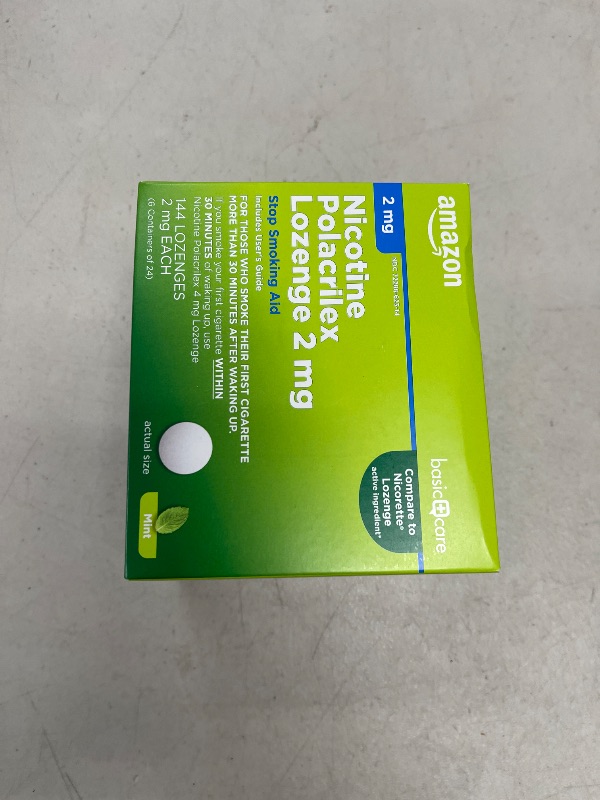 amazon
basic care
2 mg
Compare to
Nicorette®
Lozenge
active ingredient*
Nicotine
Polacrilex
Lozenge 2 mg
Stop Smoking Aid
Includes User's Guide
FOR THOSE WHO SMOKE THEIR FIRST CIGARETTE
MORE THAN 30 MINUTES AFTER WAKING UP.
If you smoke your first cigarette WITHIN
30 MINUTES of waking up, use
Nicotine Polacrilex 4 mg Lozenge
144 LOZENGES
2 mg EACH
(6 Containers of 24)
actual size
Mint